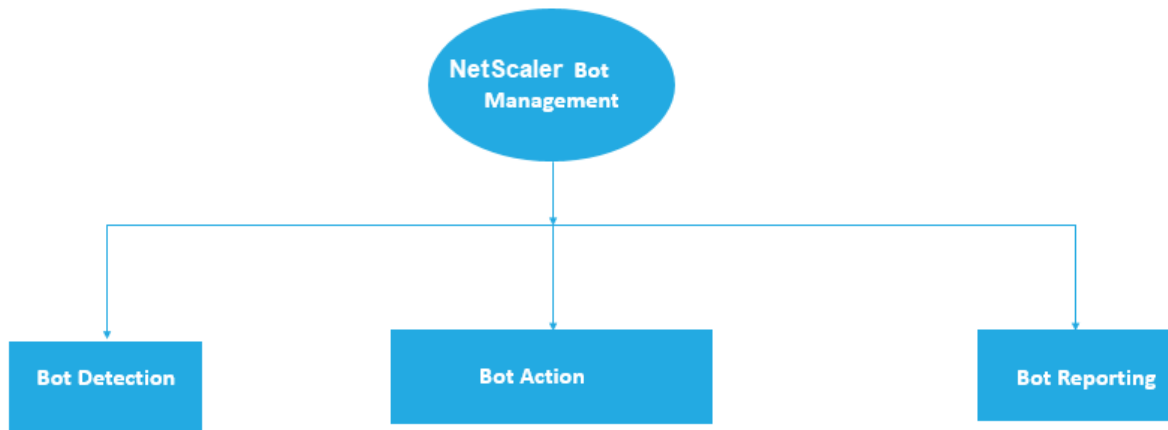 NetScaler Bot
Management
Bot Detection
Bot Action
Bot Reporting